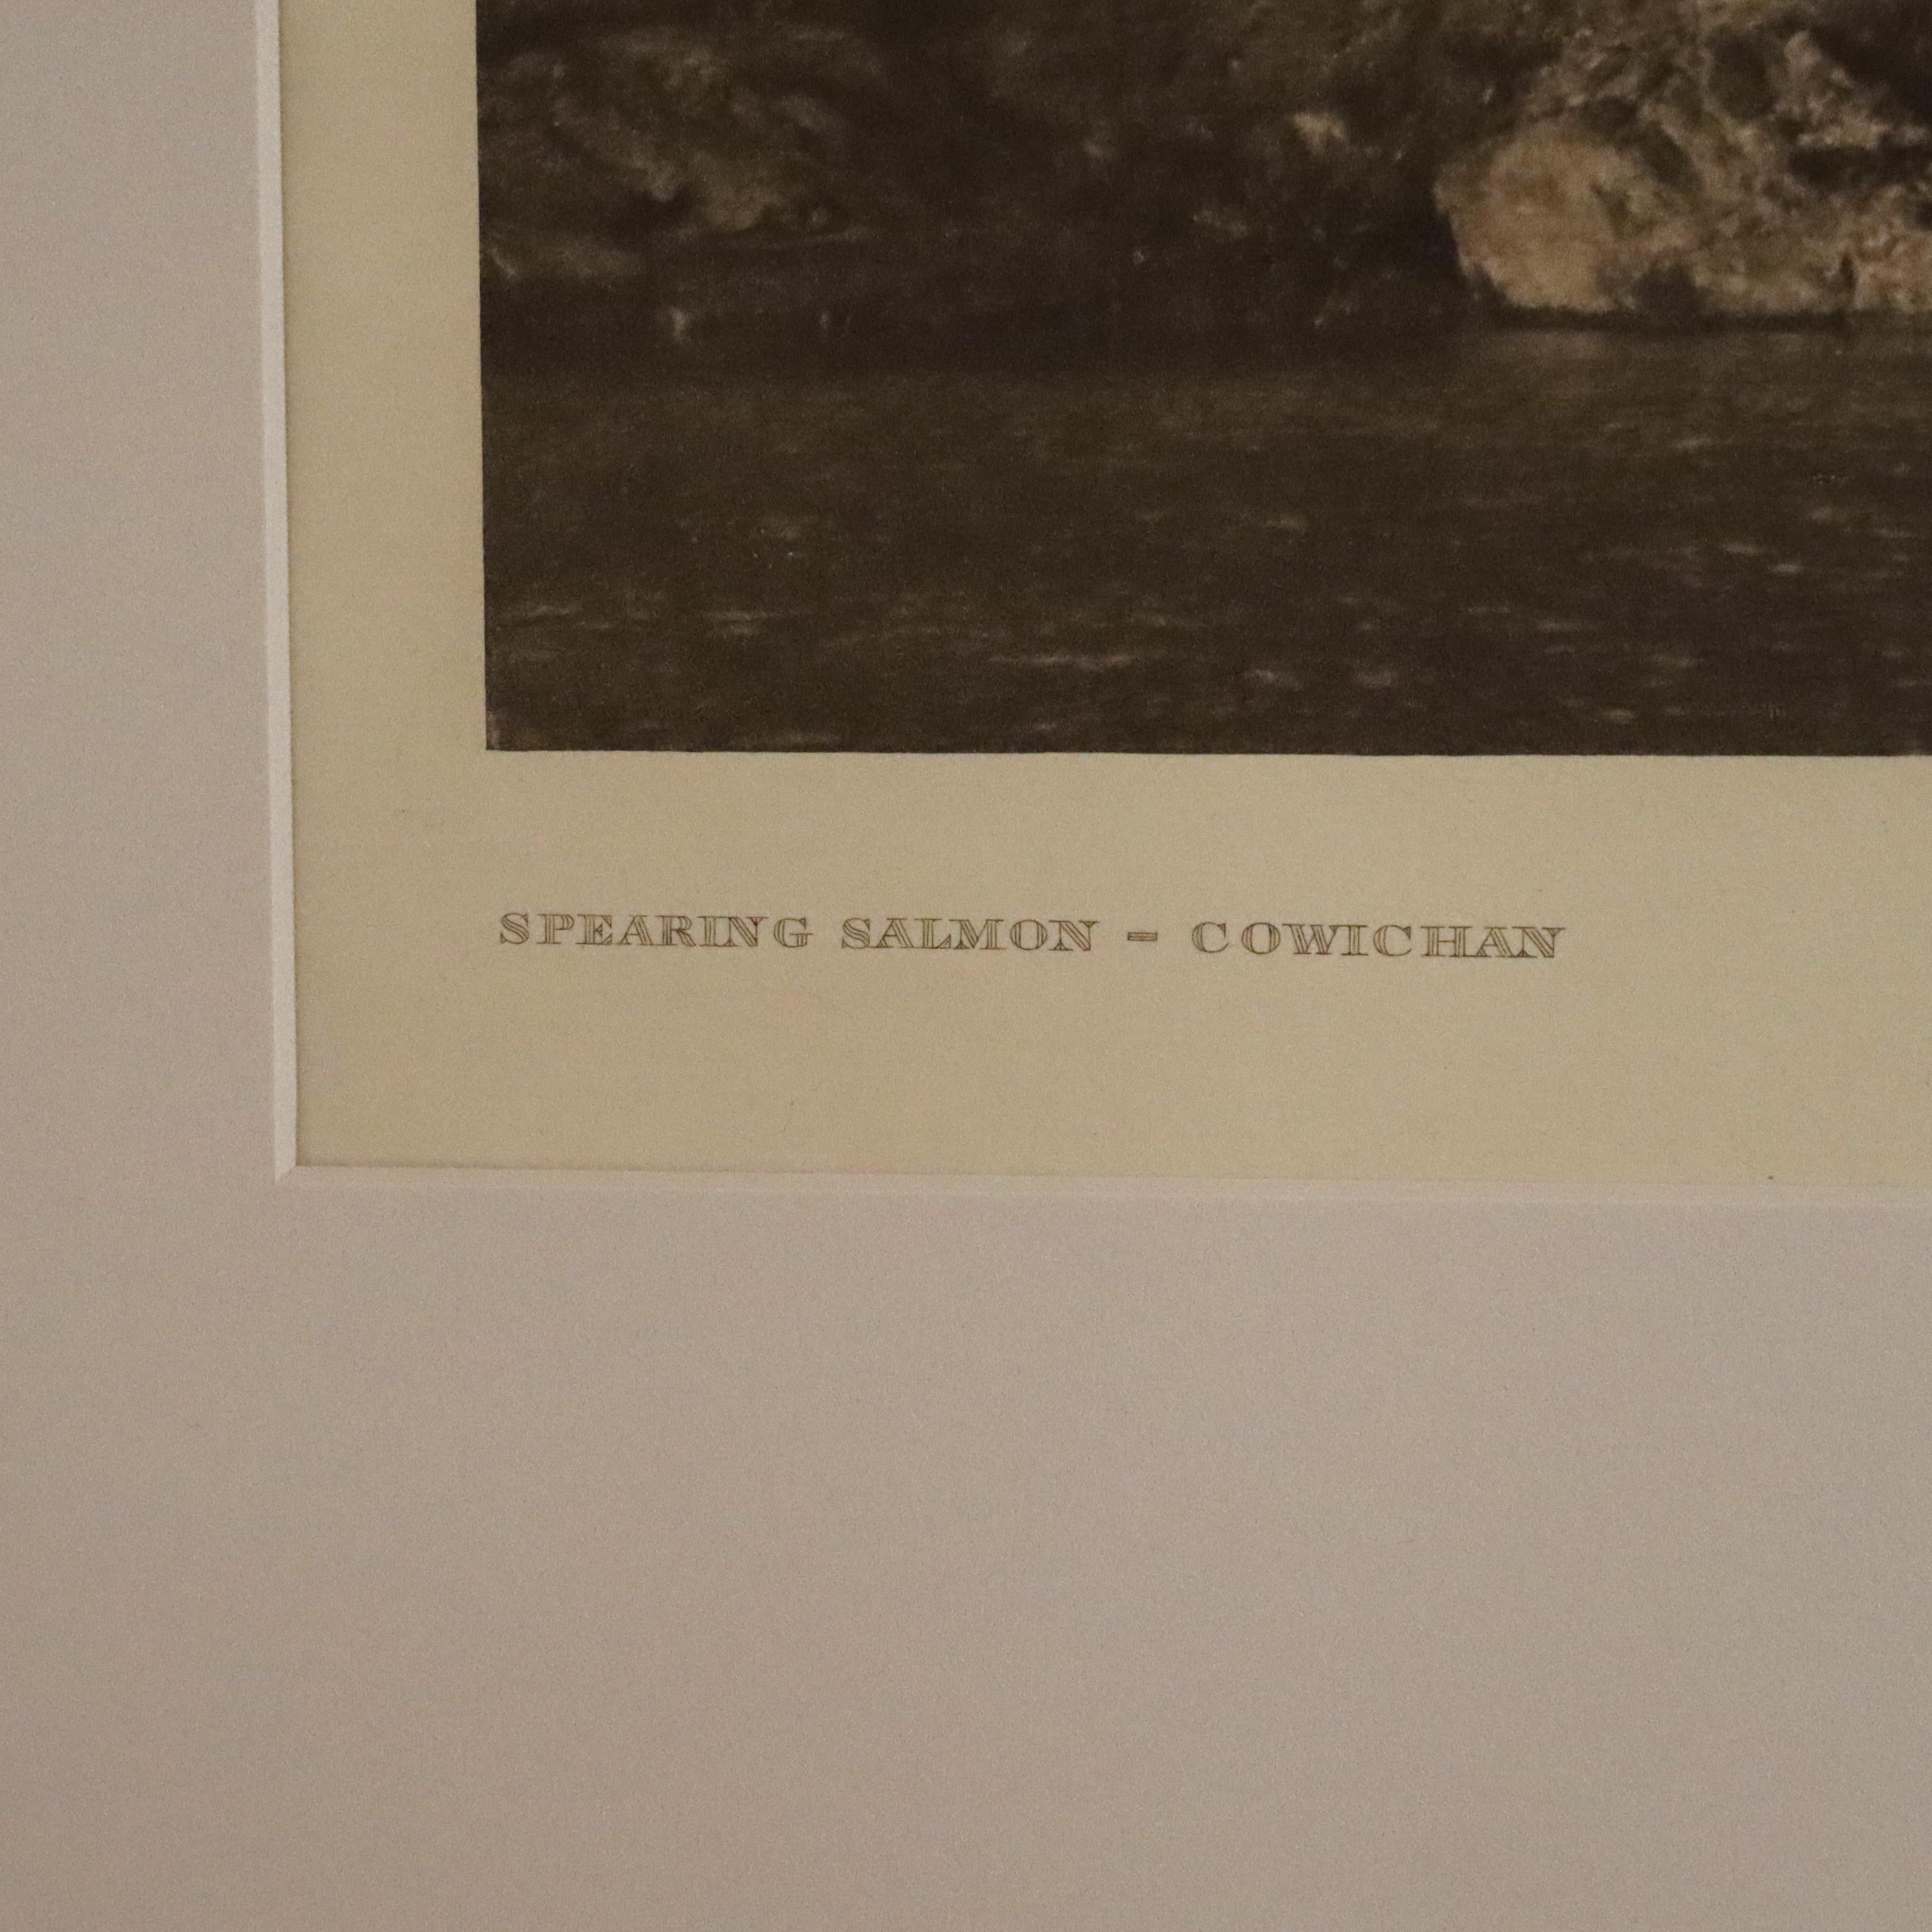 SPEARING SALMON - COWICHAN